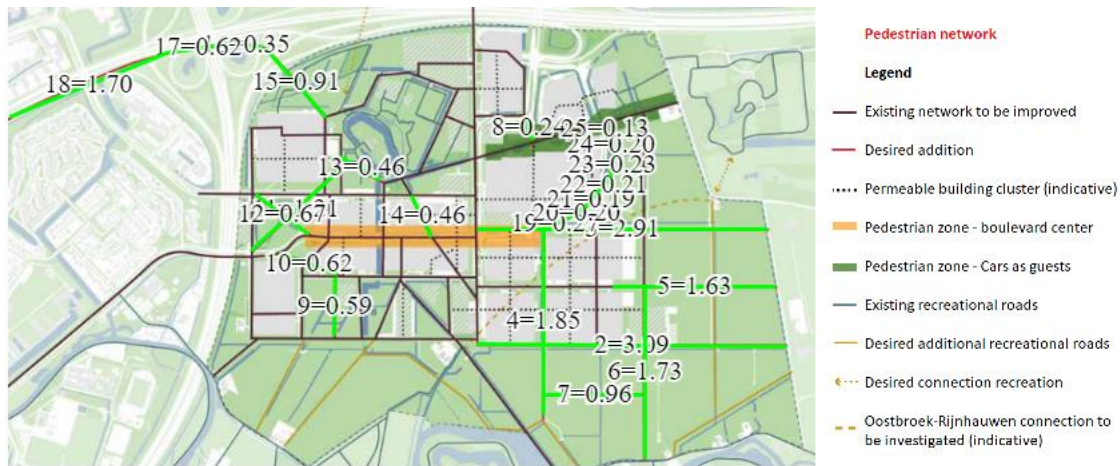 17=0.62
0.35
18=1.70
15=0.91
8=0.24
25=0.13
24=0.20
13=0.46
23=0.23
22=0.21
21=0.19
12=0.67
14=0.46
20=0.20
2.91
10=0.62
5=1.63
9=0.59
4=1.85
2=3.09
6=1.73
7=0.96
Pedestrian network
Legend
Existing network to be improved
Desired addition
Permeable building cluster (indicative)
Pedestrian zone - boulevard center
Pedestrian zone - Cars as guests
Existing recreational roads
Desired additional recreational roads
Desired connection recreation
Oostbroek-Rijnhauwen connection to
be investigated (indicative)